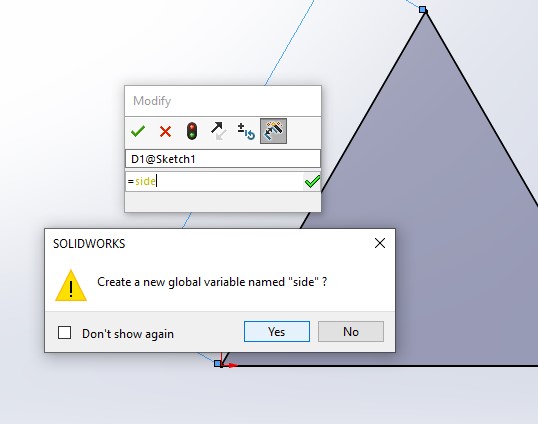 Modify
D1@Sketch1
=side
SOLIDWORKS
Create a new global variable named "side" ?
Don't show again
Yes
No